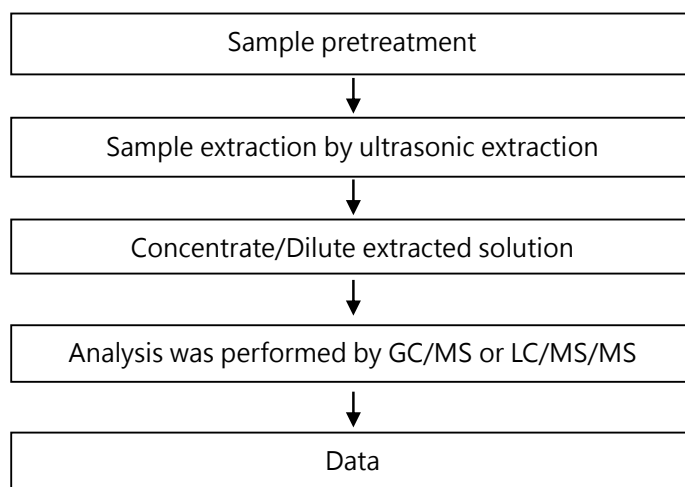 Sample pretreatment
Sample extraction by ultrasonic extraction
Concentrate/Dilute extracted solution
Analysis was performed by GC/MS or LC/MS/MS
Data